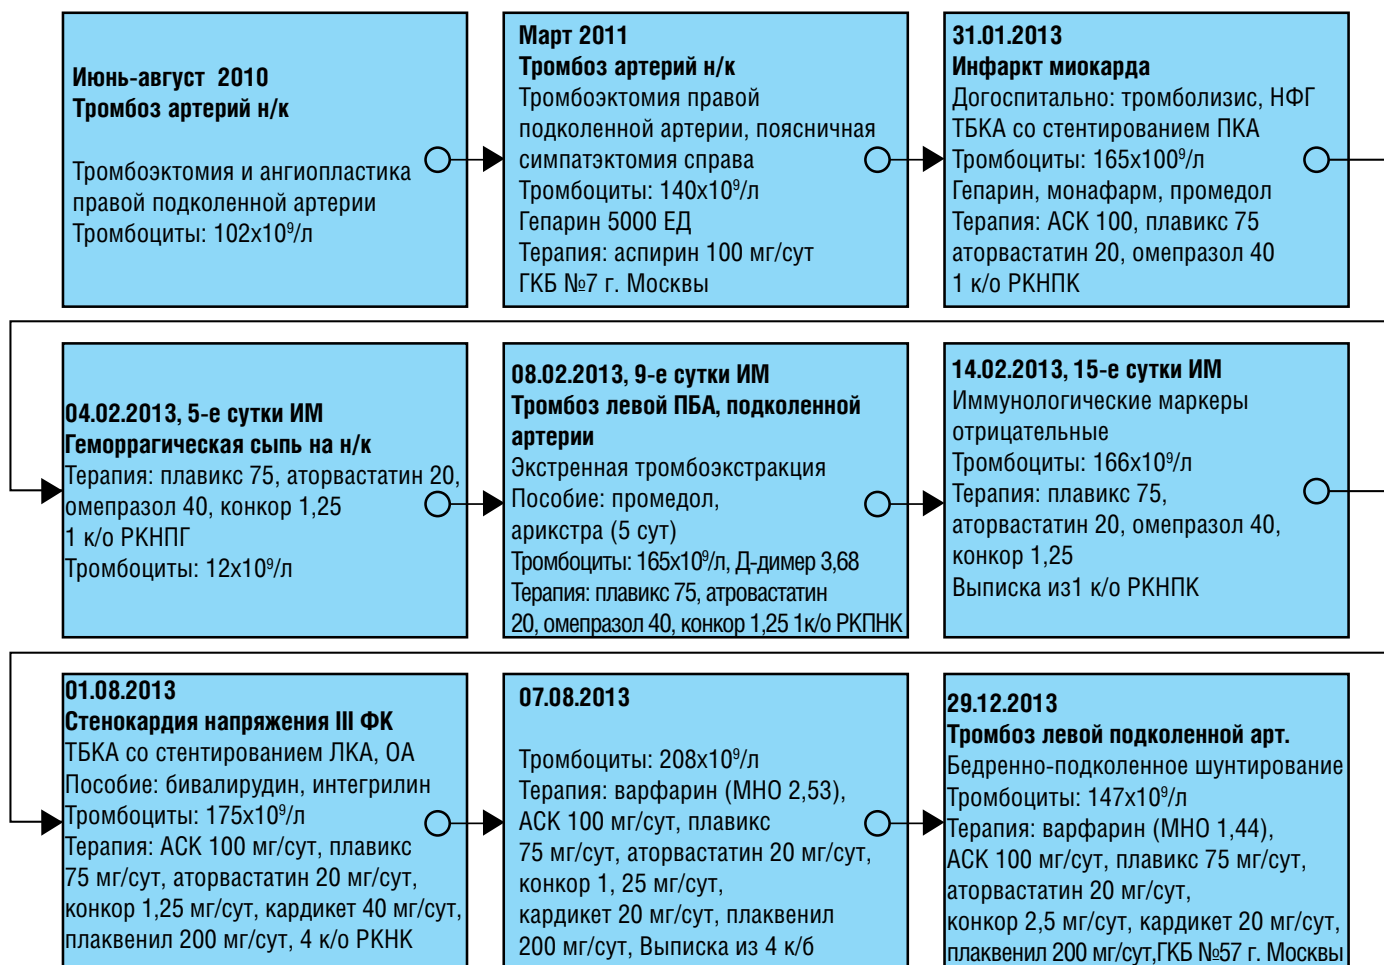 Июнь-август 2010
Тромбоз артерий н/к
Тромбоэктомия и ангиопластика
правой подколенной артерии
Тромбоциты: 102х10⁹/л
Март 2011
Тромбоз артерий н/к
Тромбоэктомия правой
подколенной артерии, поясничная
симпатэктомия справа
Тромбоциты: 140х10⁹/л
Гепарин 5000 ЕД
Терапия: аспирин 100 мг/сут
ГКБ №7 г. Москвы
31.01.2013
Инфаркт миокарда
Догоспитально: тромболизис, НФГ
ТБКА со стентированием ПКА
Тромбоциты: 165х100⁹/л
Гепарин, монафарм, промедол
Терапия: АСК 100, плавикс 75
аторвастатин 20, омепразол 40
1 к/о РКНПК
04.02.2013, 5-е сутки ИМ
Геморрагическая сыпь на н/к
Терапия: плавикс 75, аторвастатин 20,
омепразол 40, конкор 1,25
1 к/о РКНПГ
Тромбоциты: 12х10⁹/л
08.02.2013, 9-е сутки ИМ
Тромбоз левой ПБА, подколенной
артерии
Экстренная тромбоэкстракция
Пособие: промедол,
арикстра (5 сут)
Тромбоциты: 165х10⁹/л, Д-димер 3,68
Терапия: плавикс 75, атровастатин
20, омепразол 40, конкор 1,25 1к/о РКПНК
14.02.2013, 15-е сутки ИМ
Иммунологические маркеры
отрицательные
Тромбоциты: 166х10⁹/л
Терапия: плавикс 75,
аторвастатин 20, омепразол 40,
конкор 1,25
Выписка из1 к/о РКНПК
01.08.2013
Стенокардия напряжения III ФК
ТБКА со стентированием ЛКА, ОА
Пособие: бивалирудин, интегрилин
Тромбоциты: 175х10⁹/л
Терапия: АСК 100 мг/сут, плавикс
75 мг/сут, аторвастатин 20 мг/сут,
конкор 1,25 мг/сут, кардикет 40 мг/сут,
плаквенил 200 мг/сут, 4 к/о РКНК
07.08.2013
Тромбоциты: 208х10⁹/л
Терапия: варфарин (МНО 2,53),
АСК 100 мг/сут, плавикс
75 мг/сут, аторвастатин 20 мг/сут,
конкор 1, 25 мг/сут,
кардикет 20 мг/сут, плаквенил
200 мг/сут, Выписка из 4 к/б
29.12.2013
Тромбоз левой подколенной арт.
Бедренно-подколенное шунтирование
Тромбоциты: 147х10⁹/л
Терапия: варфарин (МНО 1,44),
АСК 100 мг/сут, плавикс 75 мг/сут,
аторвастатин 20 мг/сут,
конкор 2,5 мг/сут, кардикет 20 мг/сут,
плаквенил 200 мг/сут,ГКБ №57 г. Москвы